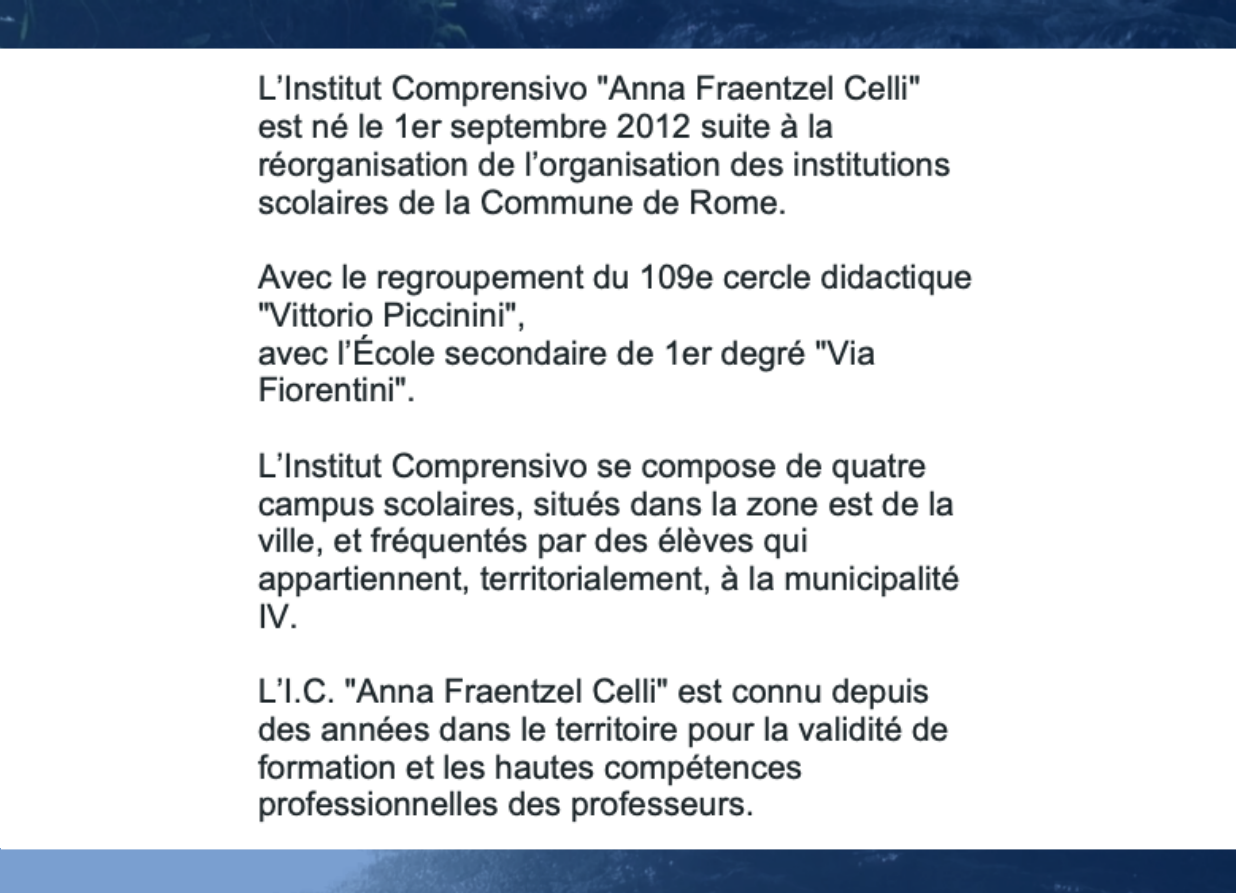 L’Institut Comprensivo "Anna Fraentzel Celli"
est né le 1er septembre 2012 suite à la
réorganisation de l’organisation des institutions
scolaires de la Commune de Rome.
Avec le regroupement du 109e cercle didactique
"Vittorio Piccinini",
avec l’École secondaire de 1er degré "Via
Fiorentini".
L’Institut Comprensivo se compose de quatre
campus scolaires, situés dans la zone est de la
ville, et fréquentés par des élèves qui
appartiennent, territorialement, à la municipalité
IV.
L’I.C. "Anna Fraentzel Celli" est connu depuis
des années dans le territoire pour la validité de
formation et les hautes compétences
professionnelles des professeurs.